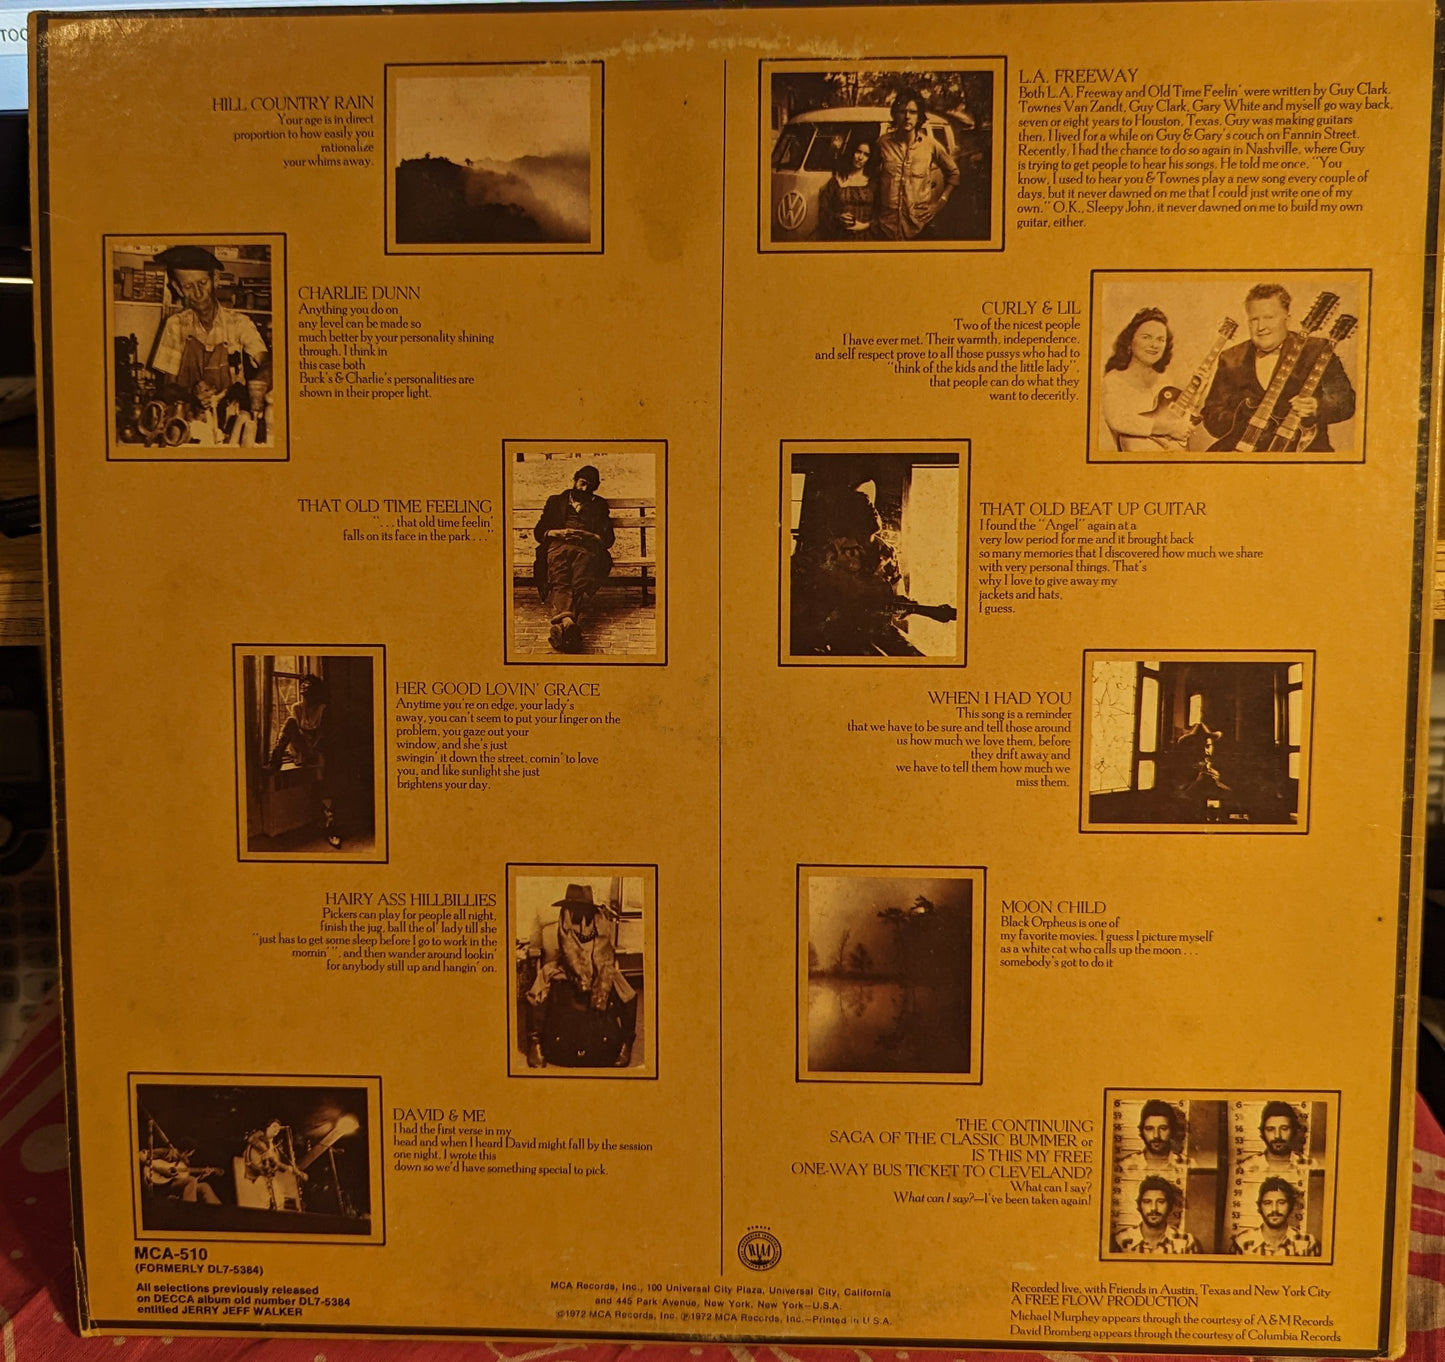 HILL COUNTRY RAIN
Your age is in direct
proportion to how easily you
rationalize
your whims away.
CHARLIE DUNN
Anything you do on
any level can be made so
much better by your personality shining
through. I think in
this case both
Buck's & Charlie's personalities are
shown in their proper light.
THAT OLD TIME FEELING
"... that old time feelin'
falls on its face in the park ..."
HER GOOD LOVIN' GRACE
Anytime you're on edge, your lady's
away, you can't seem to put your finger on the
problem, you gaze out your
window, and she's just
swingin' it down the street, comin' to love
you, and like sunlight she just
brightens your day.
HAIRY ASS HILLBILLIES
Pickers can play for people all night,
finish the jug, ball the ol' lady till she
"just has to get some sleep before I go to work in the
mornin'", and then wander around lookin'
for anybody still up and hangin' on.
DAVID & ME
I had the first verse in my
head and when I heard David might fall by the session
one night, I wrote this
down so we'd have something special to pick.
MCA-510
(FORMERLY DL7-5384)
All selections previously released
on DECCA album old number DL7-5384
entitled JERRY JEFF WALKER
L.A. FREEWAY
Both L.A. Freeway and Old Time Feelin' were written by Guy Clark.
Townes Van Zandt, Guy Clark, Gary White and myself go way back,
seven or eight years to Houston, Texas. Guy was making guitars
then. I lived for a while on Guy & Gary's couch on Fannin Street.
Recently, I had the chance to do so again in Nashville, where Guy
is trying to get people to hear his songs. He told me once, "You
know, I used to hear you & Townes play a new song every couple of
days, but it never dawned on me that I could just write one of my
own." O.K., Sleepy John, it never dawned on me to build my own
guitar, either.
CURLY & LIL
Two of the nicest people
I have ever met. Their warmth, independence,
and self respect prove to all those pussys who had to
"think of the kids and the little lady",
that people can do what they
want to decently.
THAT OLD BEAT UP GUITAR
I found the "Angel" again at a
very low period for me and it brought back
so many memories that I discovered how much we share
with very personal things. That's
why I love to give away my
jackets and hats,
I guess.
WHEN I HAD YOU
This song is a reminder
that we have to be sure and tell those around
us how much we love them, before
they drift away and
we have to tell them how much we
miss them.
MOON CHILD
Black Orpheus is one of
my favorite movies. I guess I picture myself
as a white cat who calls up the moon ...
somebody's got to do it
THE CONTINUING
SAGA OF THE CLASSIC BUMMER or
IS THIS MY FREE
ONE-WAY BUS TICKET TO CLEVELAND?
What can I say?
What can I say?—I've been taken again!
MCA Records, Inc., 100 Universal City Plaza, Universal City, California
and 445 Park Avenue, New York, New York—U.S.A.
©1972 MCA Records, Inc. ℗1972 MCA Records, Inc.—Printed in U.S.A.
Recorded live, with Friends in Austin, Texas and New York City
A FREE FLOW PRODUCTION
Michael Murphey appears through the courtesy of A & M Records
David Bromberg appears through the courtesy of Columbia Records